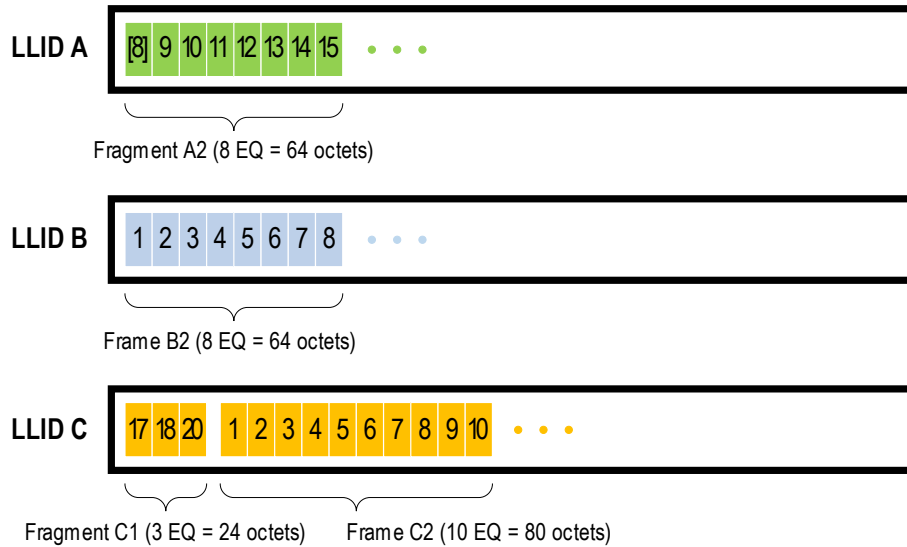 LLID A [8] 9 10 11 12 13 14 15 • • •
Fragment A2 (8 EQ = 64 octets)
LLID B 1 2 3 4 5 6 7 8 • • •
Frame B2 (8 EQ = 64 octets)
LLID C 17 18 20 1 2 3 4 5 6 7 8 9 10 • • •
Fragment C1 (3 EQ = 24 octets) Frame C2 (10 EQ = 80 octets)